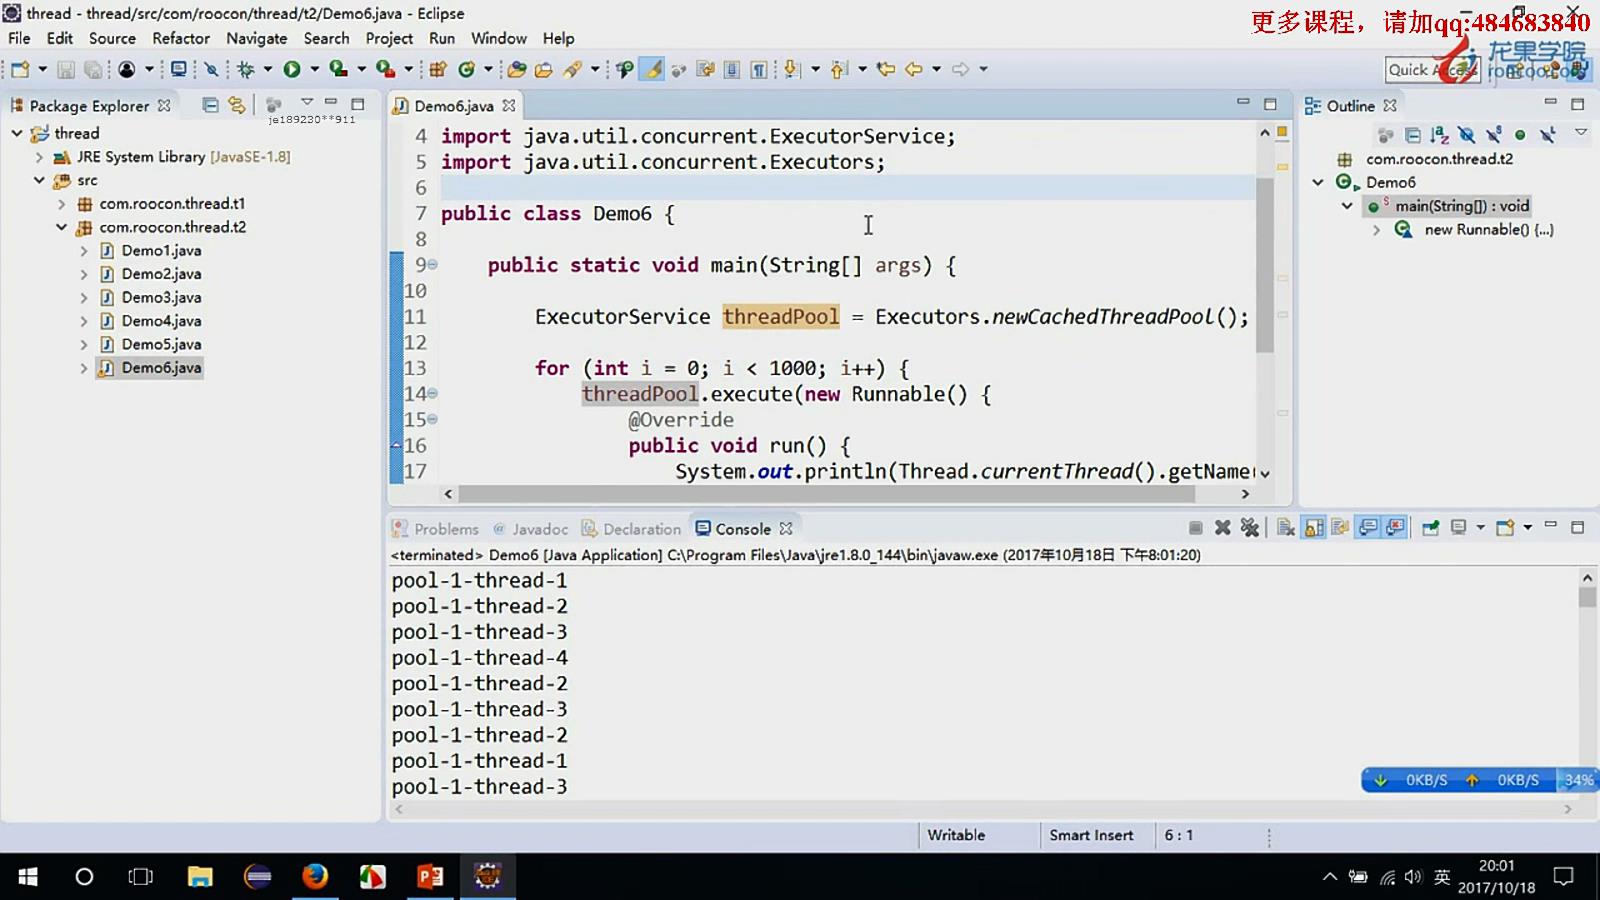 thread - thread/src/com/roocon/thread/t2/Demo6.java - Eclipse
更多课程，请加qq:484683840
File Edit Source Refactor Navigate Search Project Run Window Help
龙果学院
roncoo.com
Quick Access
Package Explorer
je189230**911
thread
JRE System Library [JavaSE-1.8]
src
com.roocon.thread.t1
com.roocon.thread.t2
Demo1.java
Demo2.java
Demo3.java
Demo4.java
Demo5.java
Demo6.java
Demo6.java
4 import java.util.concurrent.ExecutorService;
5 import java.util.concurrent.Executors;
6
7 public class Demo6 {
8
9 public static void main(String[] args) {
10
11 ExecutorService threadPool = Executors.newCachedThreadPool();
12
13 for (int i = 0; i < 1000; i++) {
14 threadPool.execute(new Runnable() {
15 @Override
16 public void run() {
17 System.out.println(Thread.currentThread().getName(
Outline
com.roocon.thread.t2
Demo6
main(String[]) : void
new Runnable() {...}
Problems @ Javadoc Declaration Console
<terminated> Demo6 [Java Application] C:\Program Files\Java\jre1.8.0_144\bin\javaw.exe (2017年10月18日 下午8:01:20)
pool-1-thread-1
pool-1-thread-2
pool-1-thread-3
pool-1-thread-4
pool-1-thread-2
pool-1-thread-3
pool-1-thread-2
pool-1-thread-1
pool-1-thread-3
0KB/S 0KB/S 34%
Writable Smart Insert 6 : 1
英
20:01
2017/10/18